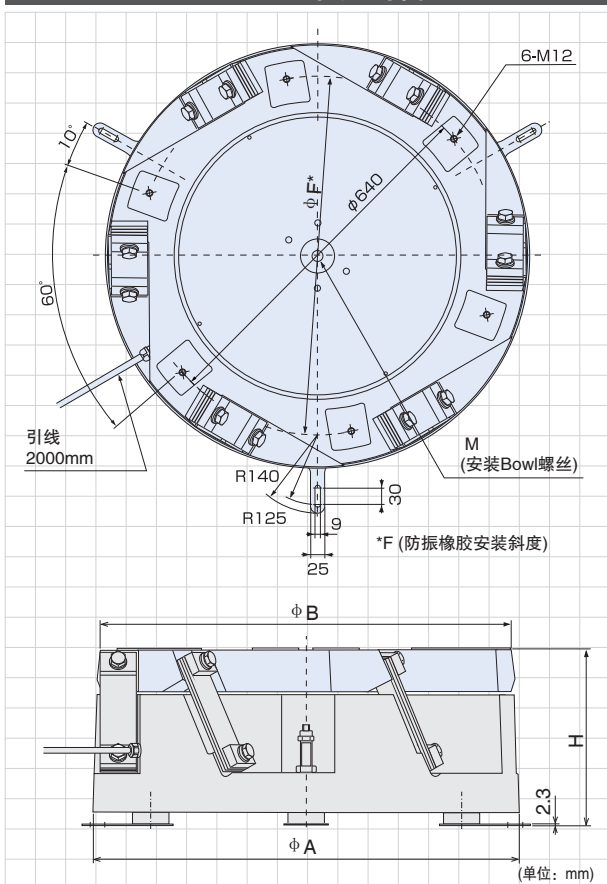 6-M12
10°
φF*
φ640
60°
引线
2000mm
M
(安装Bowl螺丝)
R140
R125
30
9
25
*F (防振橡胶安装斜度)
φB
H
2.3
φA
(单位：mm)